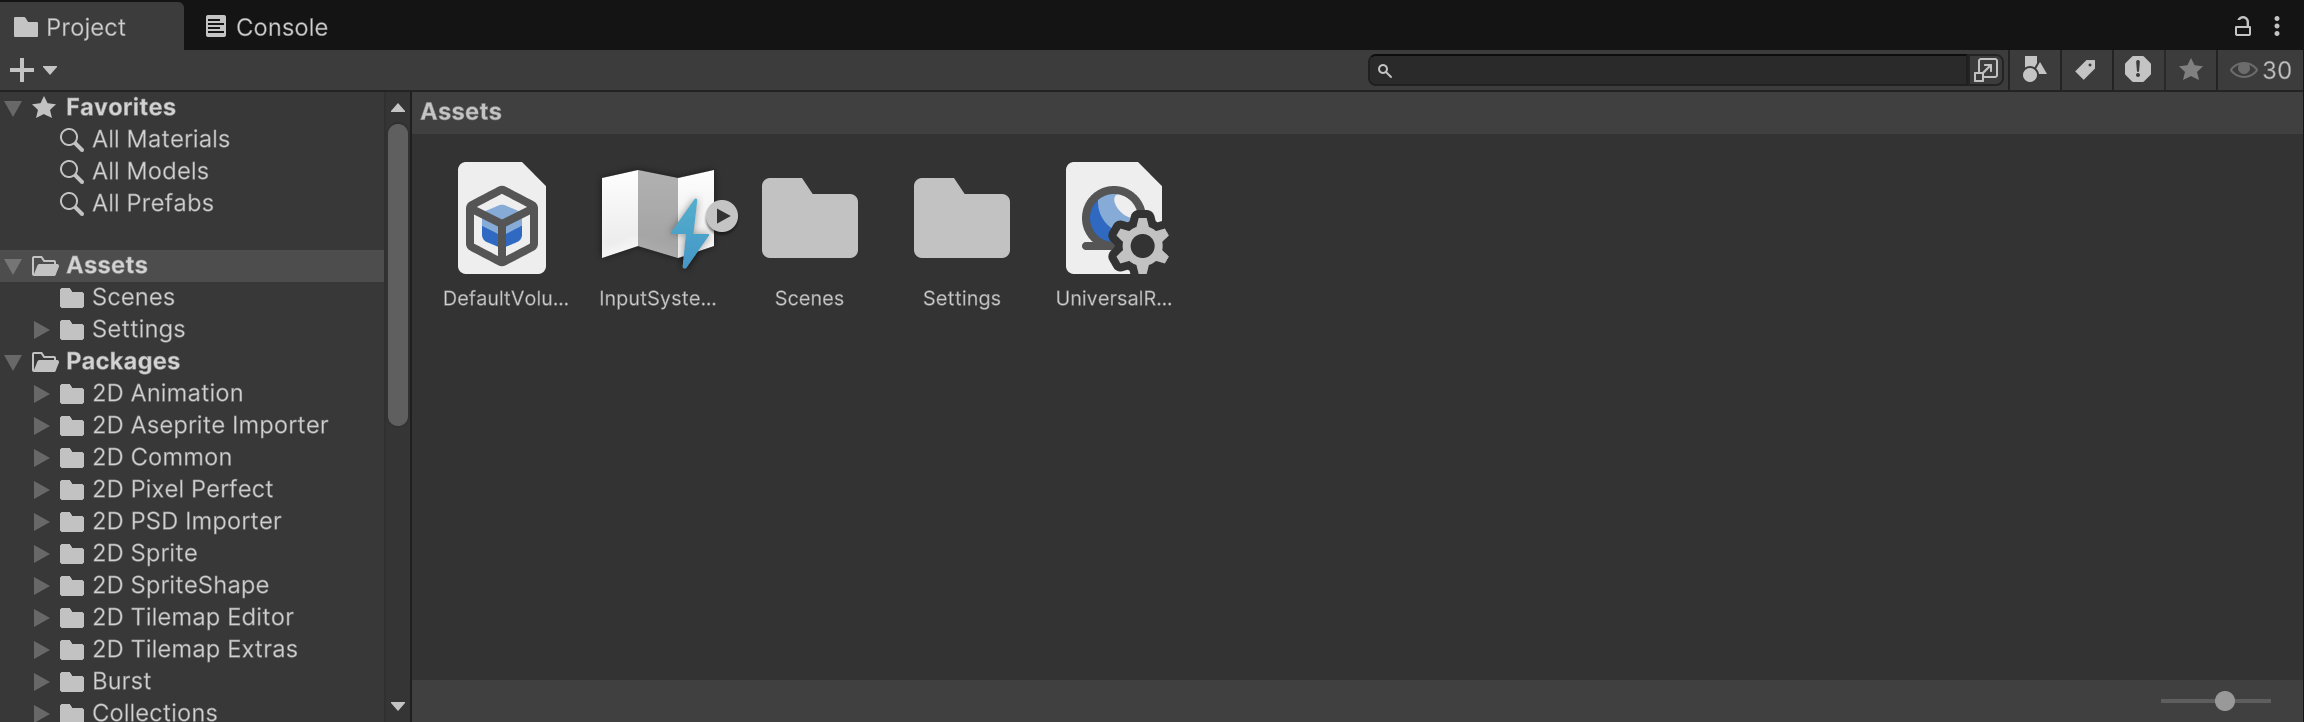 Project
Console
30
Favorites
All Materials
All Models
All Prefabs
Assets
Scenes
Settings
Packages
2D Animation
2D Aseprite Importer
2D Common
2D Pixel Perfect
2D PSD Importer
2D Sprite
2D SpriteShape
2D Tilemap Editor
2D Tilemap Extras
Burst
Collections
Assets
DefaultVolu...
InputSyste...
Scenes
Settings
UniversalR...